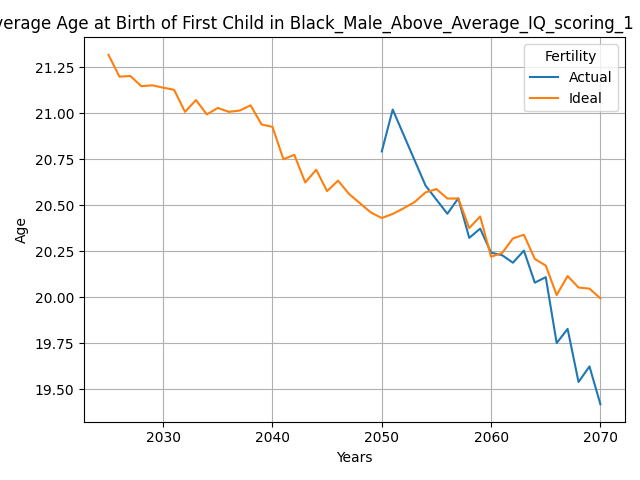 verage Age at Birth of First Child in Black_Male_Above_Average_IQ_scoring_1
Fertility
Actual
Ideal
21.25
21.00
20.75
20.50
20.25
20.00
19.75
19.50
Age
2030 2040 2050 2060 2070
Years